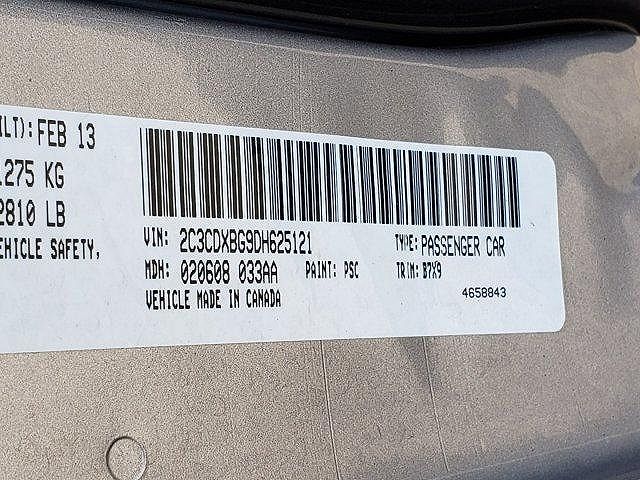 ILT): FEB 13
1275 KG
2810 LB
EHICLE SAFETY,
VIN: 2C3CDXBG9DH625121 TYPE: PASSENGER CAR
MDH: 020608 033AA PAINT: PSC TRIM: B7X9
VEHICLE MADE IN CANADA 4658843